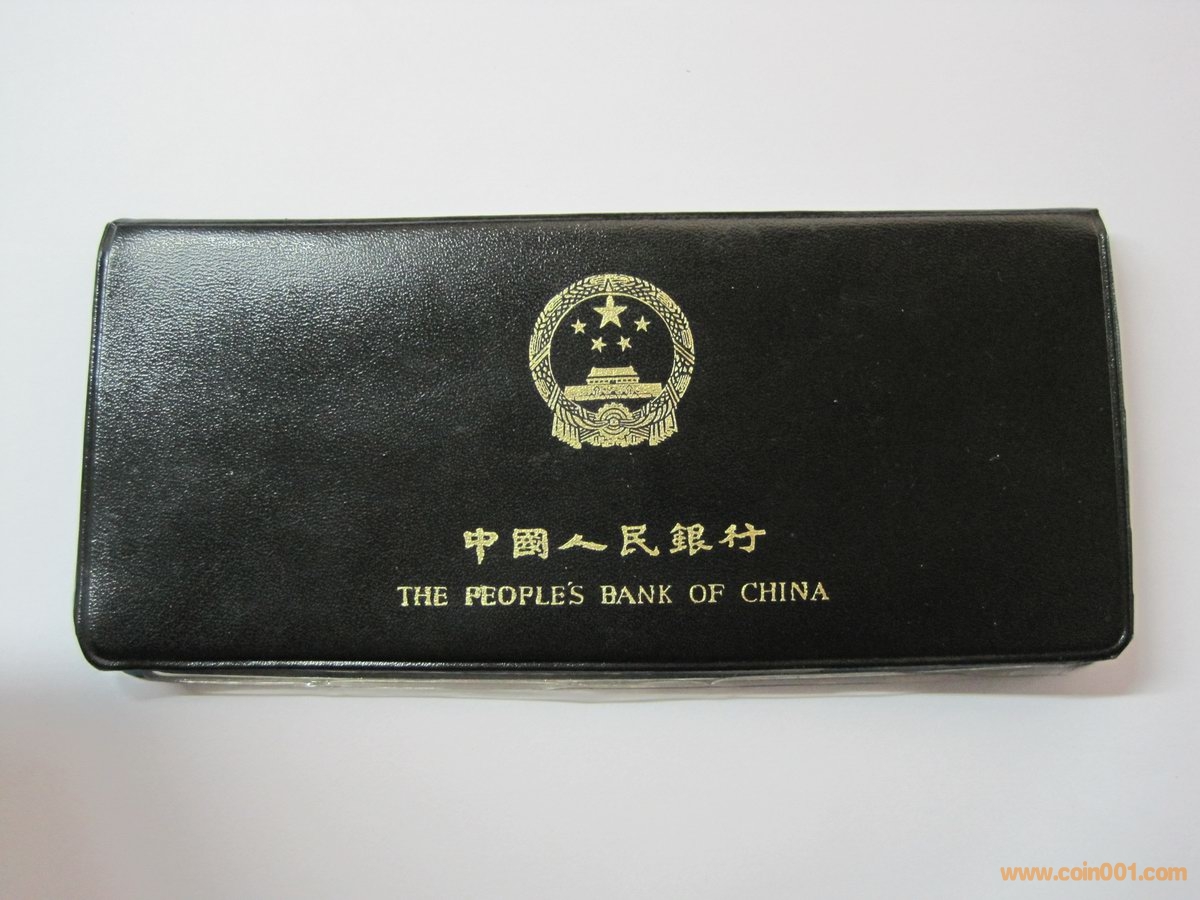 中國人民銀行
THE PEOPLE'S BANK OF CHINA
www.coin001.com